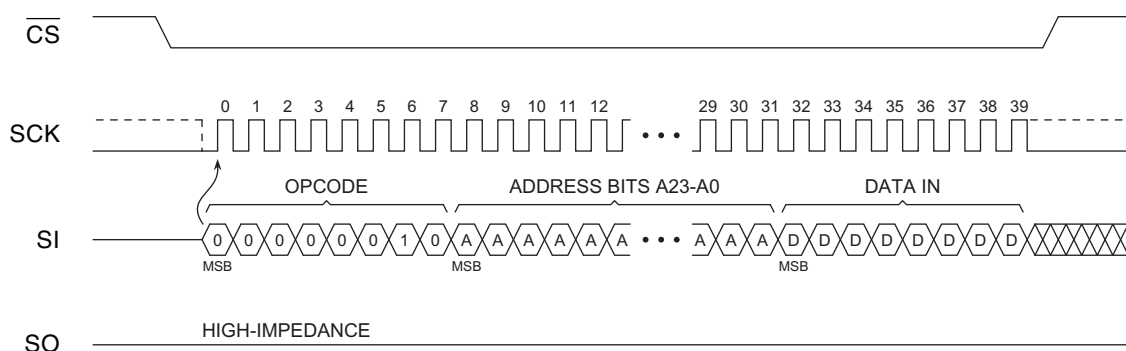 CS
0 1 2 3 4 5 6 7 8 9 10 11 12 29 30 31 32 33 34 35 36 37 38 39
SCK
OPCODE ADDRESS BITS A23-A0 DATA IN
SI 0 0 0 0 0 0 1 0 A A A A A A A A A D D D D D D D D
MSB MSB MSB
HIGH-IMPEDANCE
SO